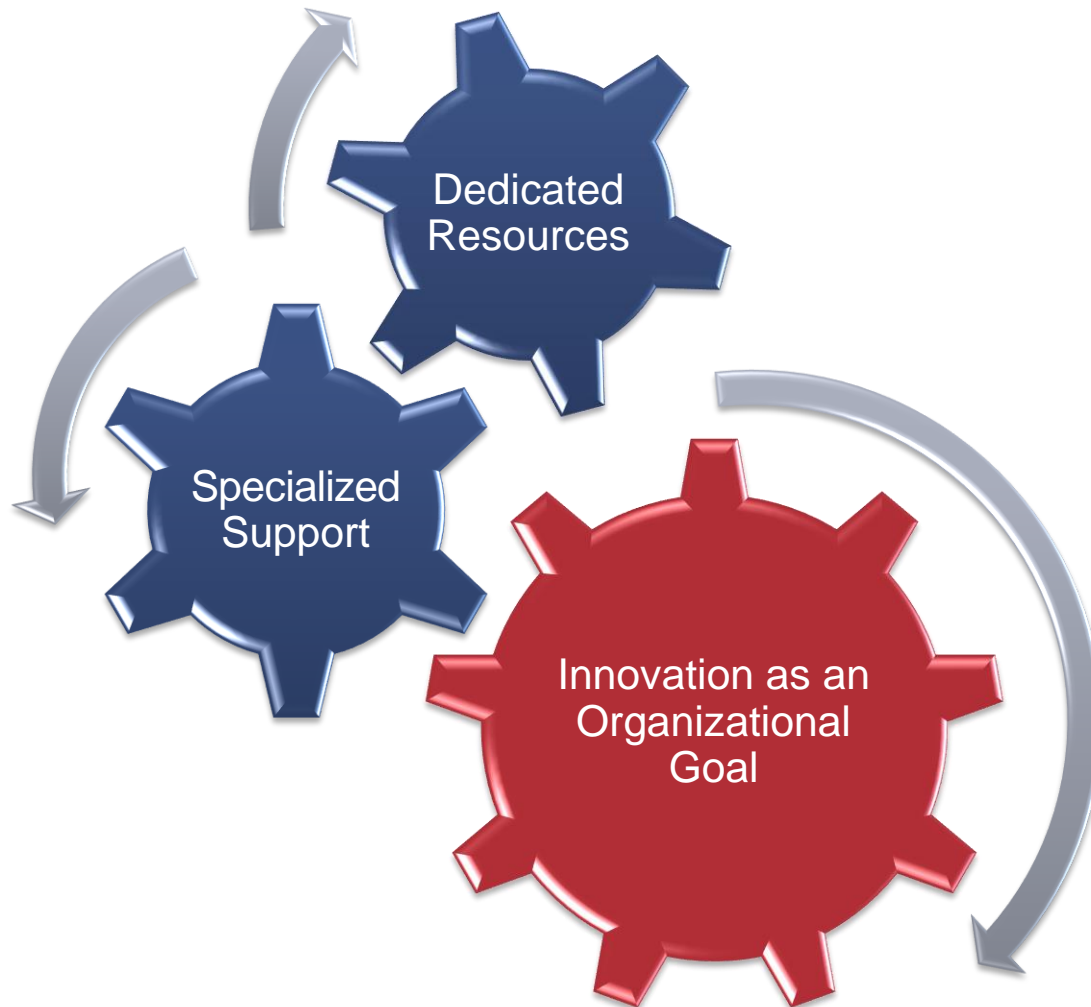 Dedicated
Resources
Specialized
Support
Innovation as an
Organizational
Goal